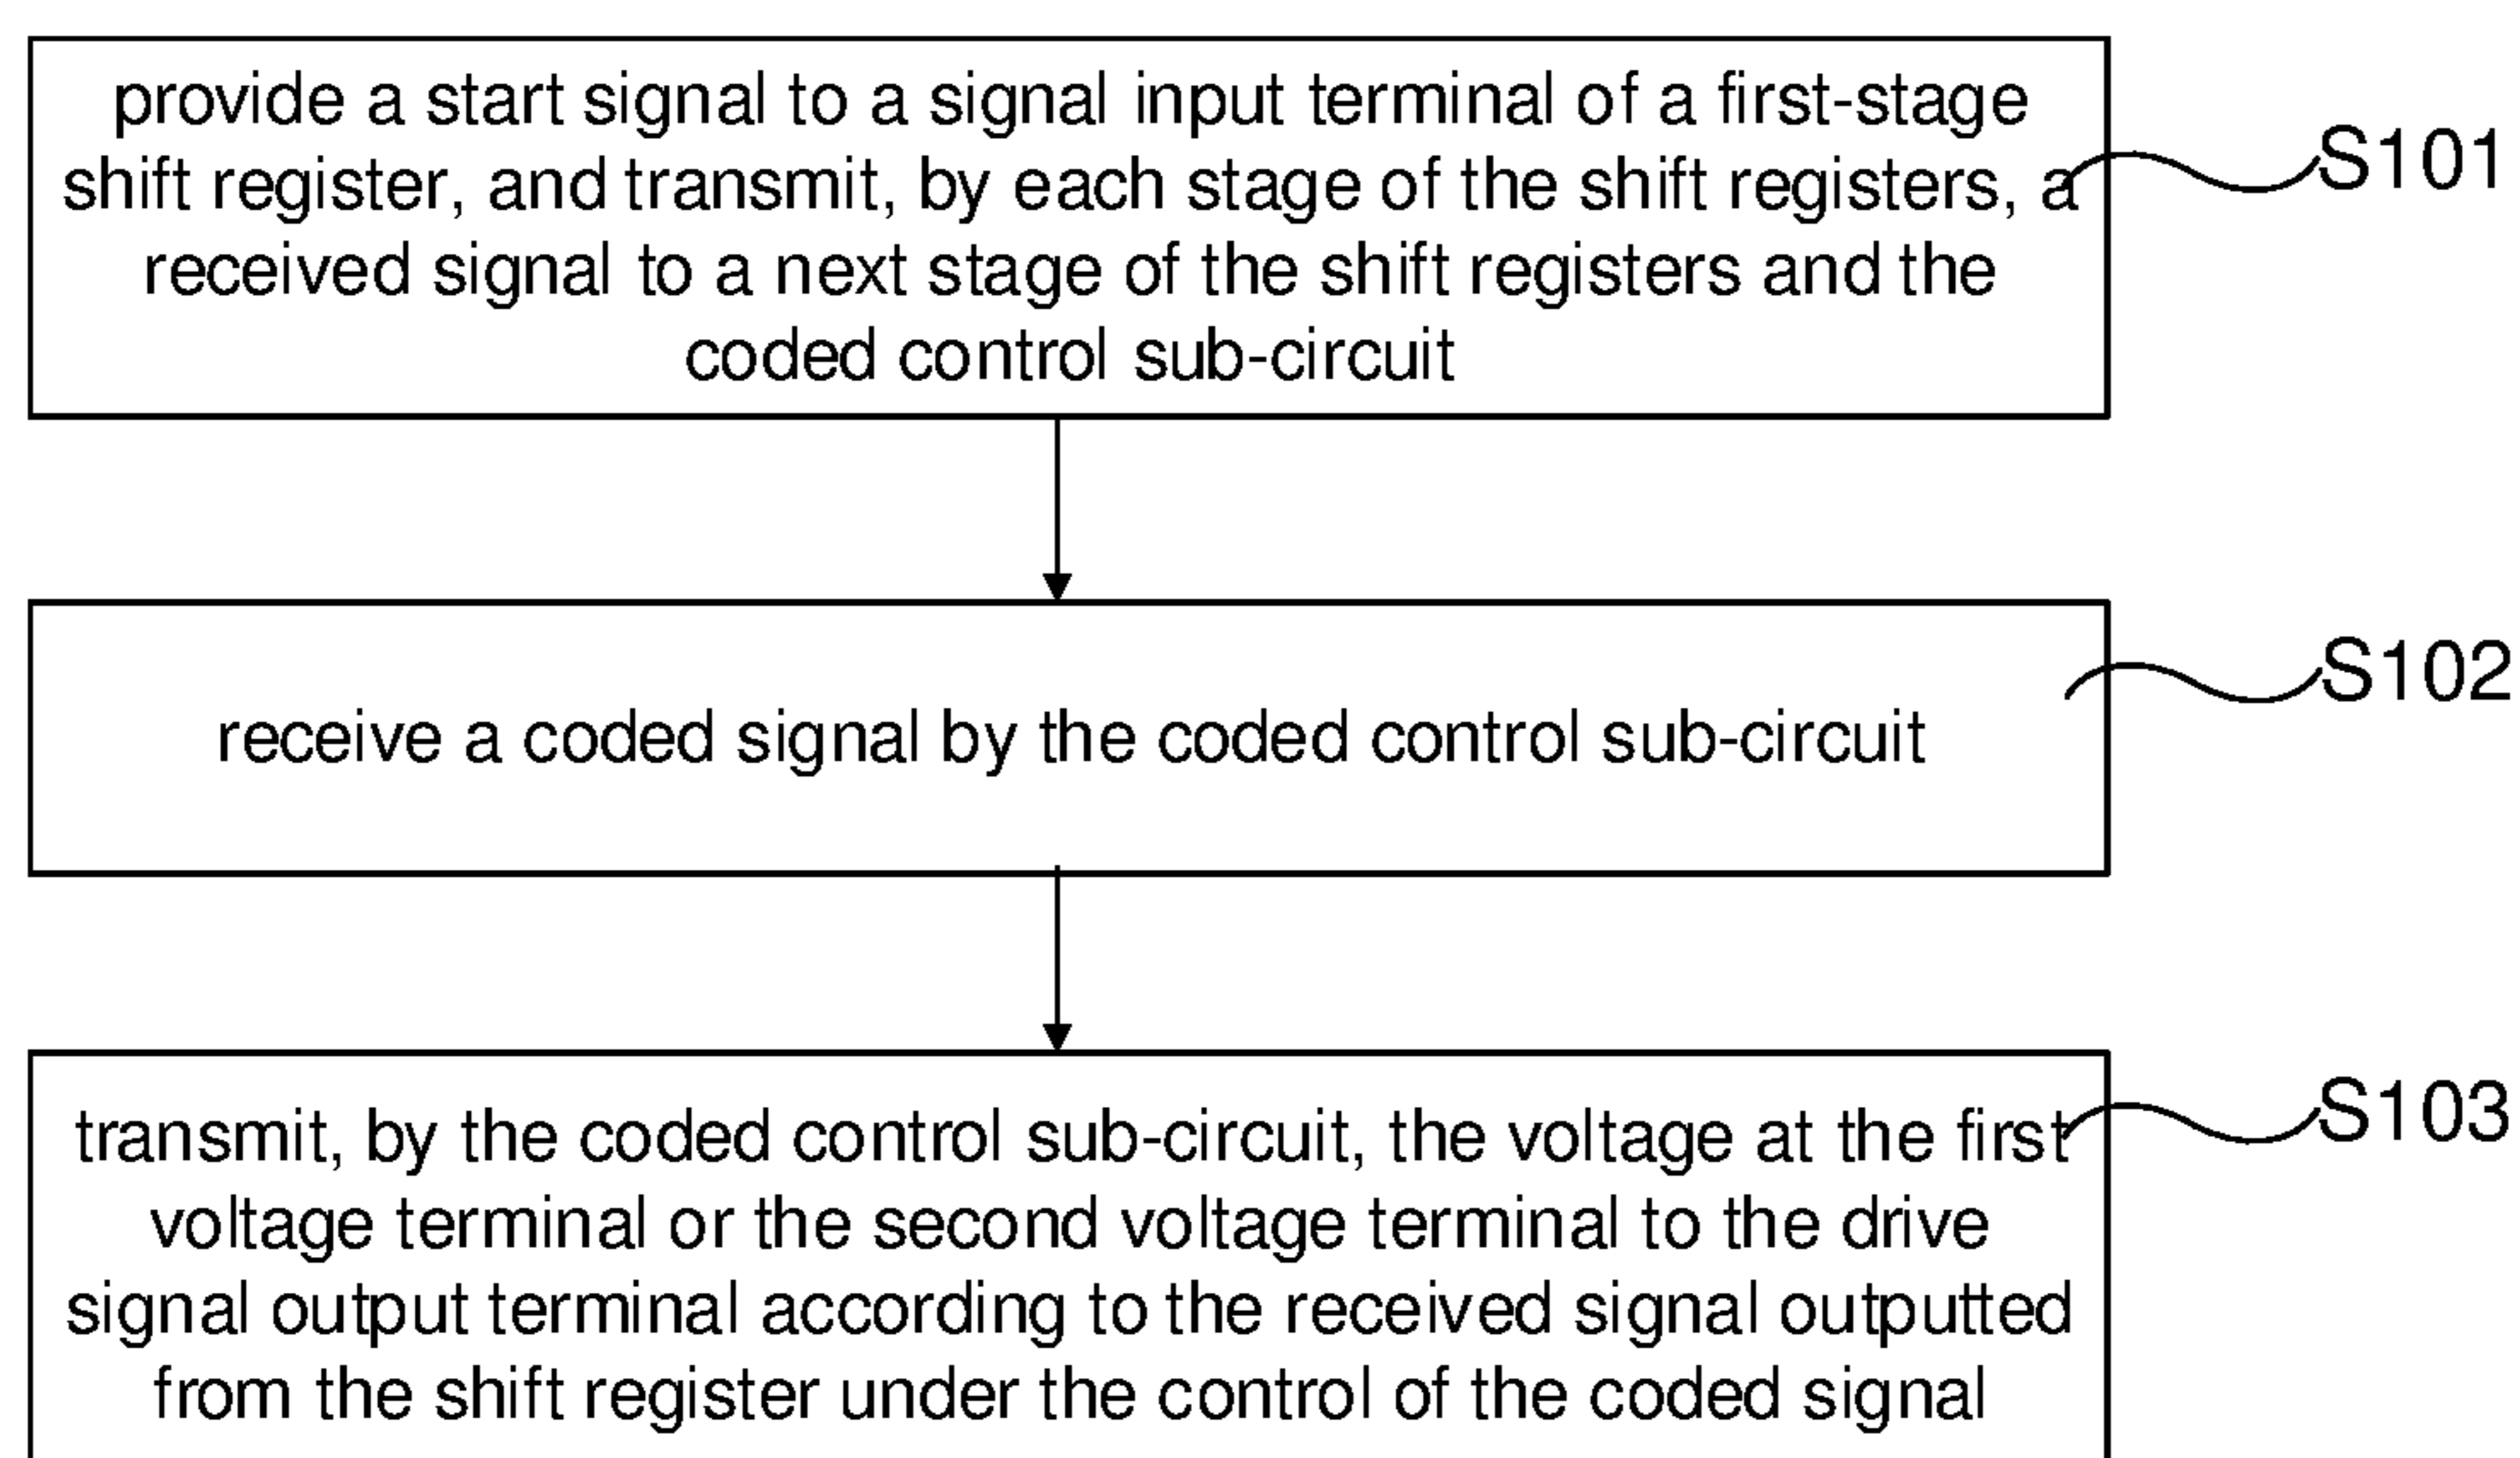 provide a start signal to a signal input terminal of a first-stage
shift register, and transmit, by each stage of the shift registers, a
received signal to a next stage of the shift registers and the
coded control sub-circuit
S101
receive a coded signal by the coded control sub-circuit
S102
transmit, by the coded control sub-circuit, the voltage at the first
voltage terminal or the second voltage terminal to the drive
signal output terminal according to the received signal outputted
from the shift register under the control of the coded signal
S103